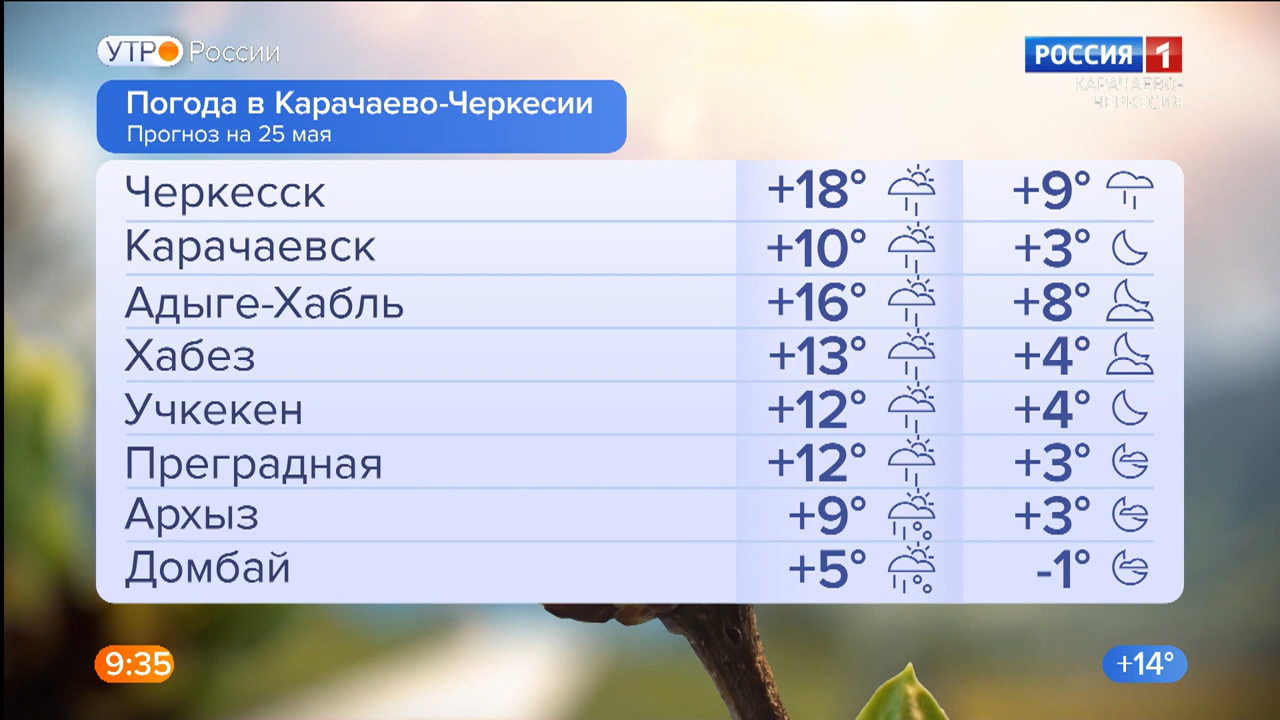 УТРО России
РОССИЯ 1
КАРАЧАЕВО-
ЧЕРКЕСИЯ
Погода в Карачаево-Черкесии
Прогноз на 25 мая
Черкесск +18° +9°
Карачаевск +10° +3°
Адыге-Хабль +16° +8°
Хабез +13° +4°
Учкекен +12° +4°
Преградная +12° +3°
Архыз +9° +3°
Домбай +5° -1°
9:35 +14°